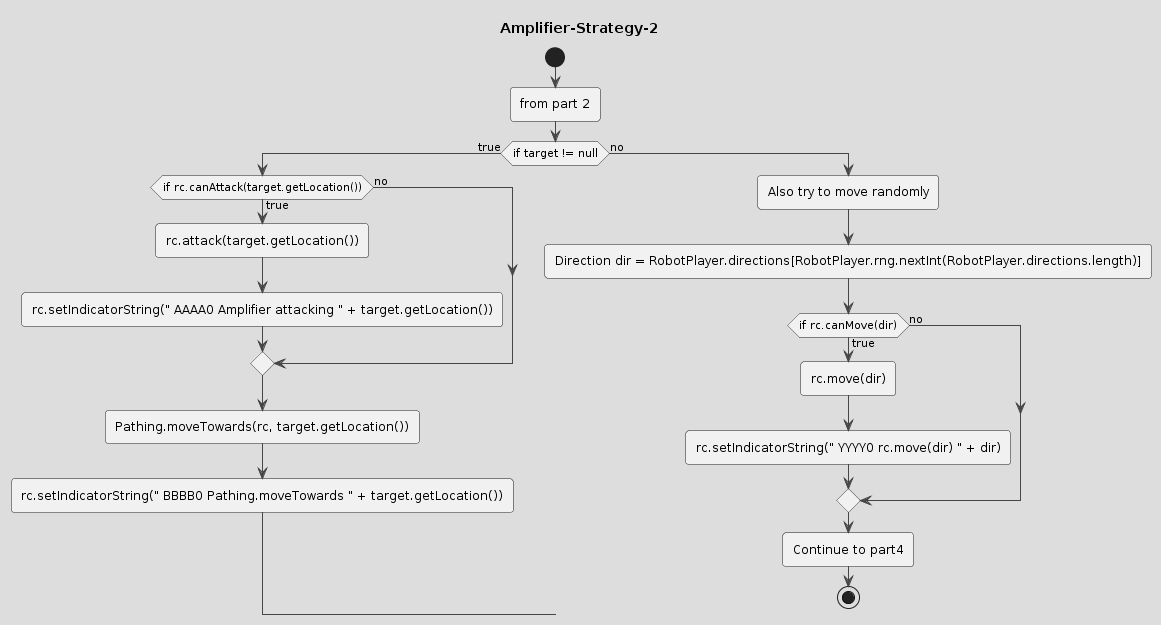 Amplifier-Strategy-2
from part 2
if target != null
true
no
if rc.canAttack(target.getLocation())
no
true
rc.attack(target.getLocation())
rc.setIndicatorString(" AAAA0 Amplifier attacking " + target.getLocation())
Pathing.moveTowards(rc, target.getLocation())
rc.setIndicatorString(" BBBB0 Pathing.moveTowards " + target.getLocation())
Also try to move randomly
Direction dir = RobotPlayer.directions[RobotPlayer.rng.nextInt(RobotPlayer.directions.length)]
if rc.canMove(dir)
no
true
rc.move(dir)
rc.setIndicatorString(" YYYY0 rc.move(dir) " + dir)
Continue to part4